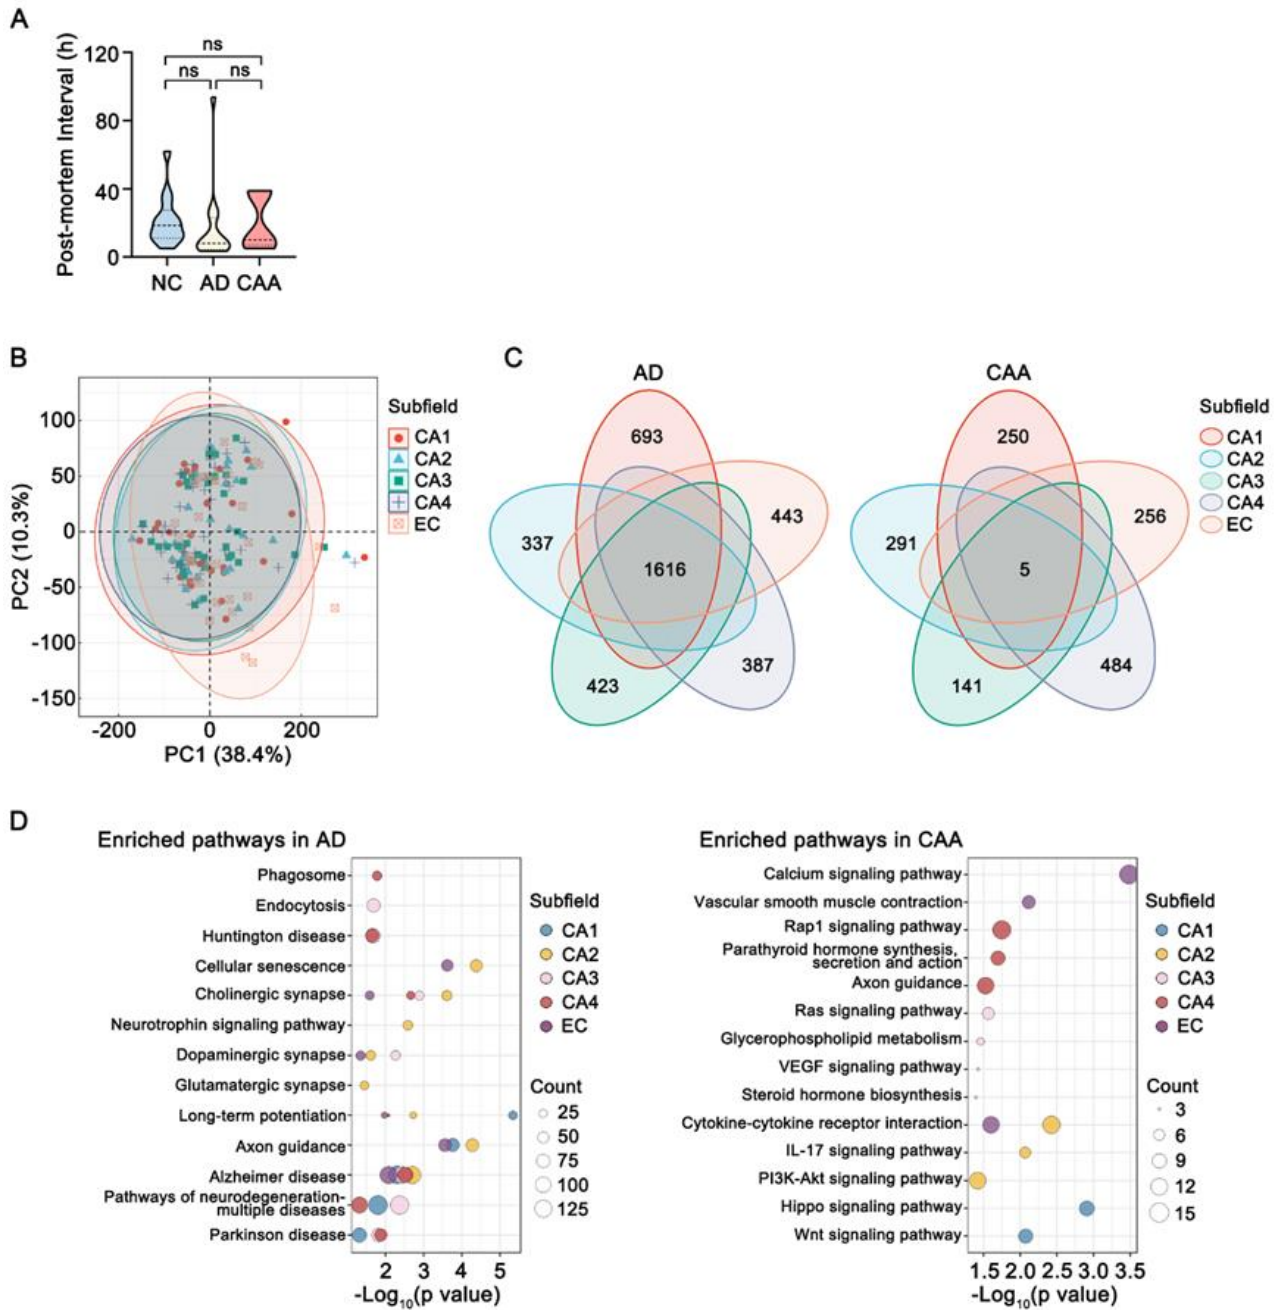 A
Post-mortem Interval (h)
120
80
40
0
ns
ns
ns
NC
AD
CAA
B
PC2 (10.3%)
100
50
0
-50
-100
-150
-200
0
200
PC1 (38.4%)
Subfield
CA1
CA2
CA3
CA4
EC
C
AD
693
443
337
1616
387
423
CAA
250
256
291
5
484
141
Subfield
CA1
CA2
CA3
CA4
EC
D
Enriched pathways in AD
Phagosome
Endocytosis
Huntington disease
Cellular senescence
Cholinergic synapse
Neurotrophin signaling pathway
Dopaminergic synapse
Glutamatergic synapse
Long-term potentiation
Axon guidance
Alzheimer disease
Pathways of neurodegeneration-
multiple diseases
Parkinson disease
2
3
4
5
-Log10(p value)
Subfield
CA1
CA2
CA3
CA4
EC
Count
25
50
75
100
125
Enriched pathways in CAA
Calcium signaling pathway
Vascular smooth muscle contraction
Rap1 signaling pathway
Parathyroid hormone synthesis,
secretion and action
Axon guidance
Ras signaling pathway
Glycerophospholipid metabolism
VEGF signaling pathway
Steroid hormone biosynthesis
Cytokine-cytokine receptor interaction
IL-17 signaling pathway
PI3K-Akt signaling pathway
Hippo signaling pathway
Wnt signaling pathway
1.5 2.0 2.5 3.0 3.5
-Log10(p value)
Subfield
CA1
CA2
CA3
CA4
EC
Count
3
6
9
12
15